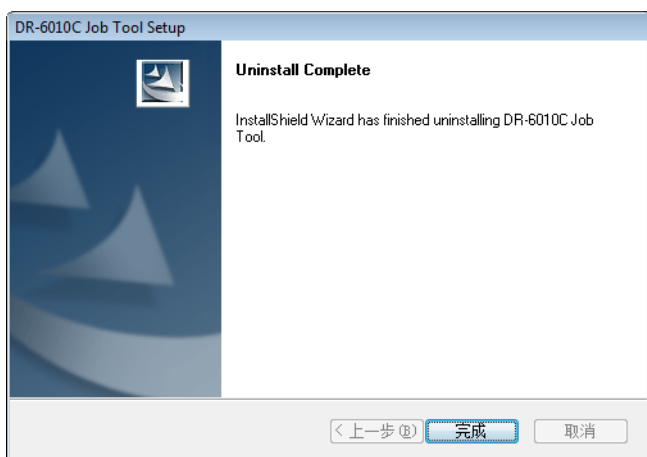 DR-6010C Job Tool Setup
Uninstall Complete
InstallShield Wizard has finished uninstalling DR-6010C Job
Tool.
< 上一步(B) 完成 取消